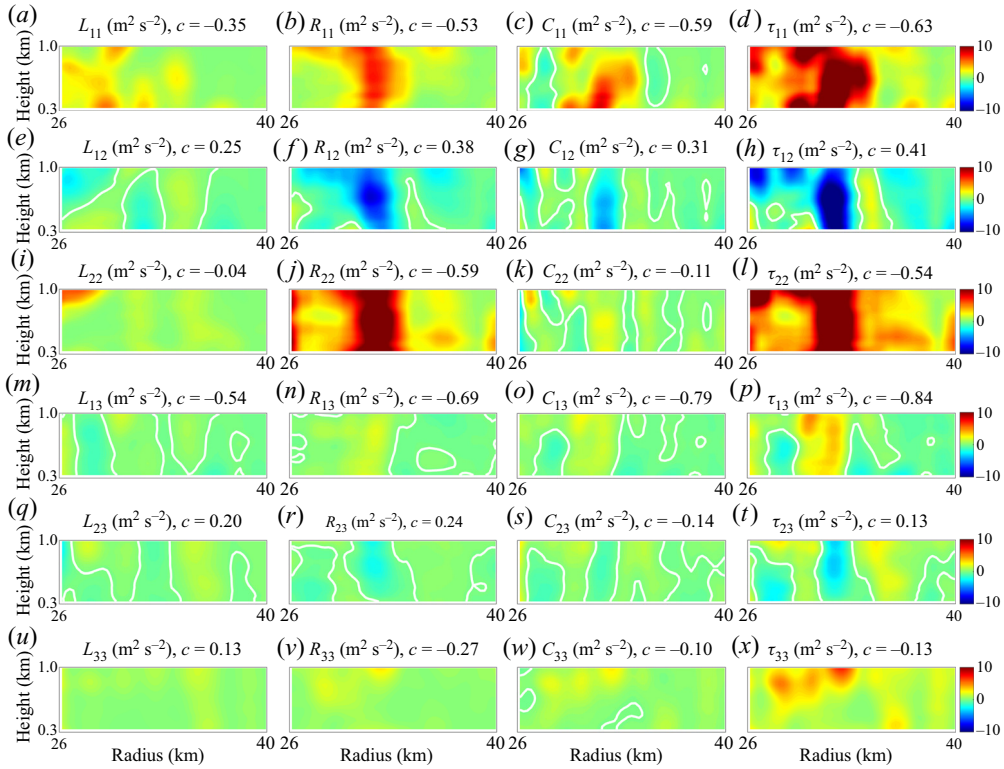 (a) L11 (m² s⁻²), c = −0.35 (b) R11 (m² s⁻²), c = −0.53 (c) C11 (m² s⁻²), c = −0.59 (d) τ11 (m² s⁻²), c = −0.63
Height (km) 1.0 0.3 10 0 −10
26 40 26 40 26 40 26 40
(e) L12 (m² s⁻²), c = 0.25 (f) R12 (m² s⁻²), c = 0.38 (g) C12 (m² s⁻²), c = 0.31 (h) τ12 (m² s⁻²), c = 0.41
Height (km) 1.0 0.3 10 0 −10
26 40 26 40 26 40 26 40
(i) L22 (m² s⁻²), c = −0.04 (j) R22 (m² s⁻²), c = −0.59 (k) C22 (m² s⁻²), c = −0.11 (l) τ22 (m² s⁻²), c = −0.54
Height (km) 1.0 0.3 10 0 −10
26 40 26 40 26 40 26 40
(m) L13 (m² s⁻²), c = −0.54 (n) R13 (m² s⁻²), c = −0.69 (o) C13 (m² s⁻²), c = −0.79 (p) τ13 (m² s⁻²), c = −0.84
Height (km) 1.0 0.3 10 0 −10
26 40 26 40 26 40 26 40
(q) L23 (m² s⁻²), c = 0.20 (r) R23 (m² s⁻²), c = 0.24 (s) C23 (m² s⁻²), c = −0.14 (t) τ23 (m² s⁻²), c = 0.13
Height (km) 1.0 0.3 10 0 −10
26 40 26 40 26 40 26 40
(u) L33 (m² s⁻²), c = 0.13 (v) R33 (m² s⁻²), c = −0.27 (w) C33 (m² s⁻²), c = −0.10 (x) τ33 (m² s⁻²), c = −0.13
Height (km) 1.0 0.3 10 0 −10
26 40 26 40 26 40 26 40
Radius (km) Radius (km) Radius (km) Radius (km)